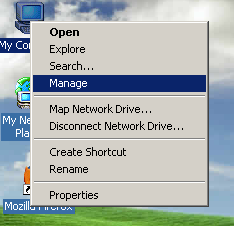 My Co
Open
Explore
Search...
Manage
My Ne
Pla
Map Network Drive...
Disconnect Network Drive...
Create Shortcut
Rename
Properties
Mozilla Firefox